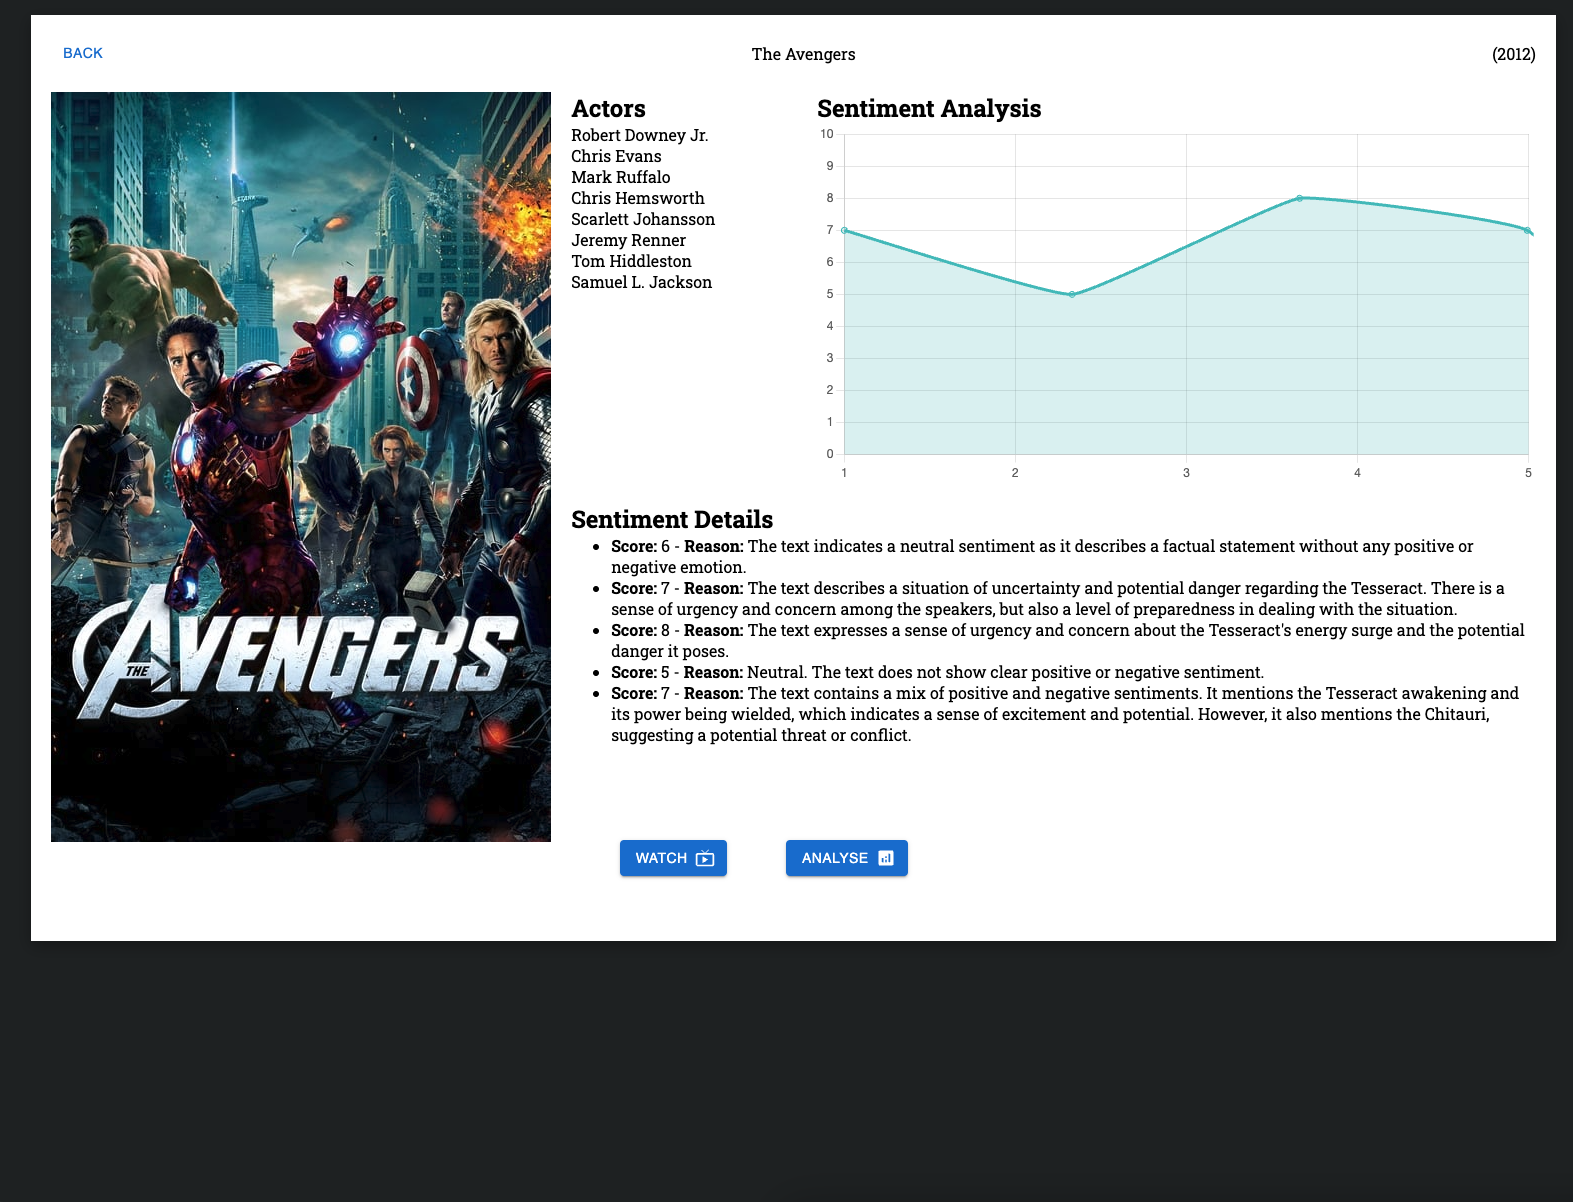 BACK
The Avengers
(2012)
STARK
THE
AVENGERS
Actors
Robert Downey Jr.
Chris Evans
Mark Ruffalo
Chris Hemsworth
Scarlett Johansson
Jeremy Renner
Tom Hiddleston
Samuel L. Jackson
Sentiment Analysis
10
9
8
7
6
5
4
3
2
1
0
1 2 3 4 5
Sentiment Details
• Score: 6 - Reason: The text indicates a neutral sentiment as it describes a factual statement without any positive or
negative emotion.
• Score: 7 - Reason: The text describes a situation of uncertainty and potential danger regarding the Tesseract. There is a
sense of urgency and concern among the speakers, but also a level of preparedness in dealing with the situation.
• Score: 8 - Reason: The text expresses a sense of urgency and concern about the Tesseract's energy surge and the potential
danger it poses.
• Score: 5 - Reason: Neutral. The text does not show clear positive or negative sentiment.
• Score: 7 - Reason: The text contains a mix of positive and negative sentiments. It mentions the Tesseract awakening and
its power being wielded, which indicates a sense of excitement and potential. However, it also mentions the Chitauri,
suggesting a potential threat or conflict.
WATCH
ANALYSE